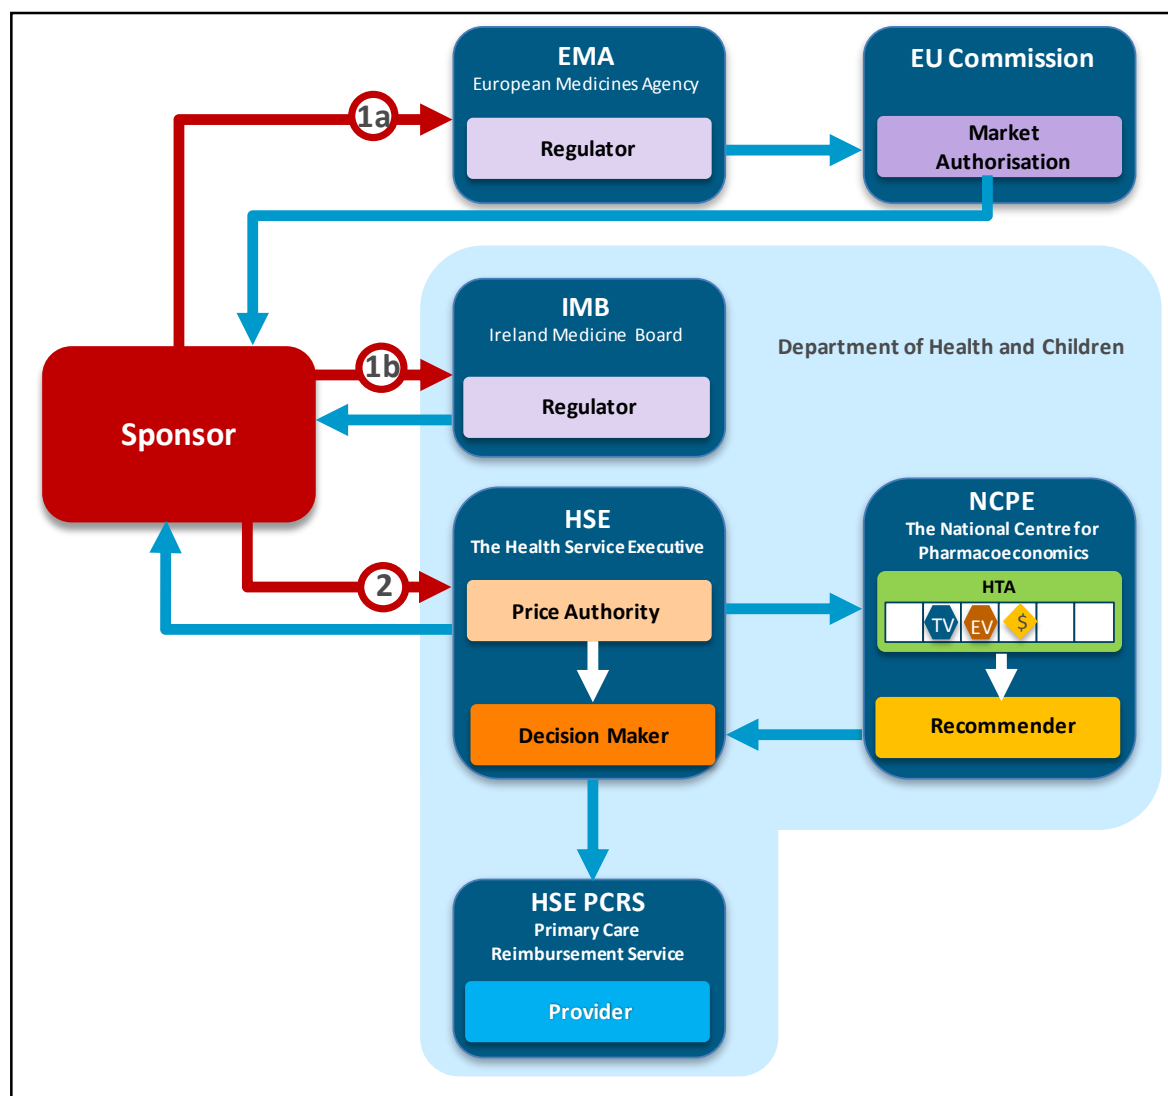 EMA
European Medicines Agency
Regulator
EU Commission
Market
Authorisation
1a
IMB
Ireland Medicine Board
Regulator
Department of Health and Children
1b
Sponsor
HSE
The Health Service Executive
Price Authority
Decision Maker
2
NCPE
The National Centre for
Pharmacoeconomics
HTA
TV
EV
$
Recommender
HSE PCRS
Primary Care
Reimbursement Service
Provider